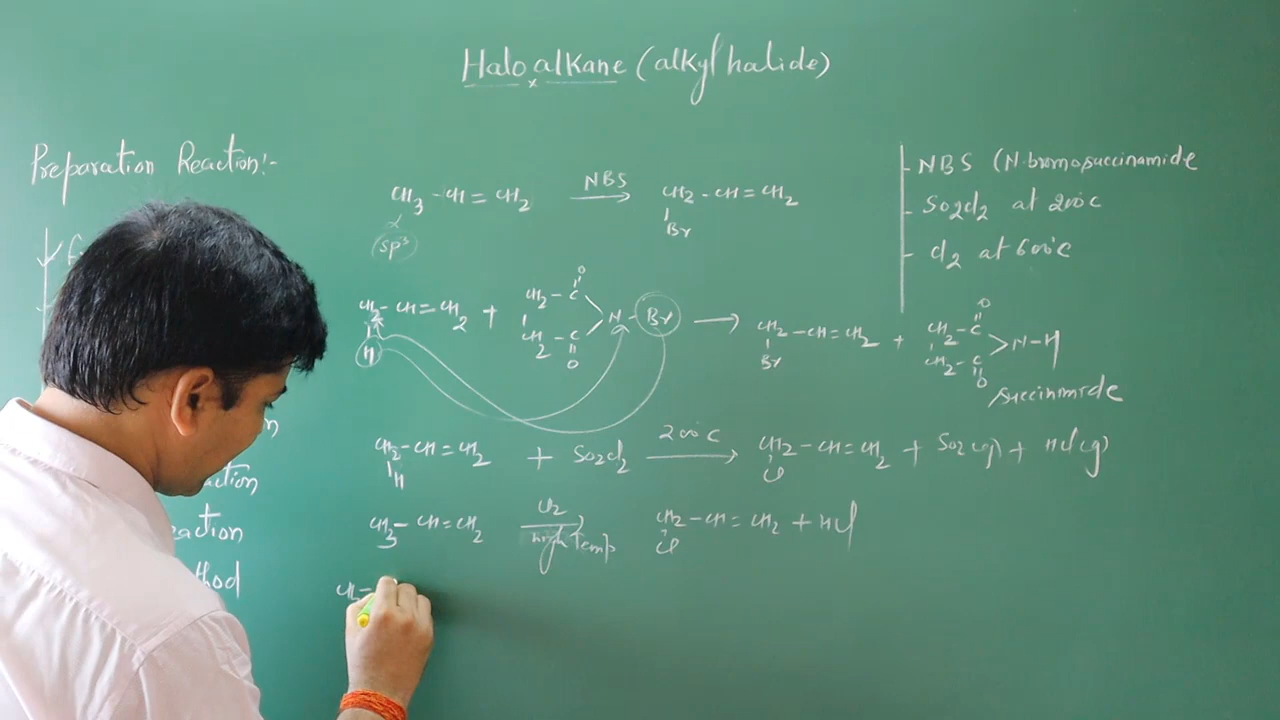 Haloalkane (alkyl halide)
Preparation Reaction:-
CH3 - CH = CH2 NBS → CH2 - CH = CH2
Br
sp3
NBS (N-bromosuccinamide
So2Cl2 at 200°C
Cl2 at 600°C
O O
CH2 - C
CH2 - CH = CH2 + N - Br → CH2 - CH = CH2 + CH2 - C N - H
H CH2 - C Br CH2 - C
O O
Succinimide
CH2 - CH = CH2 + So2Cl2 200°C → CH2 - CH = CH2 + So2(g) + HCl(g)
H Cl
CH3 - CH = CH2 Cl2 high Temp → CH2 - CH = CH2 + HCl
Cl